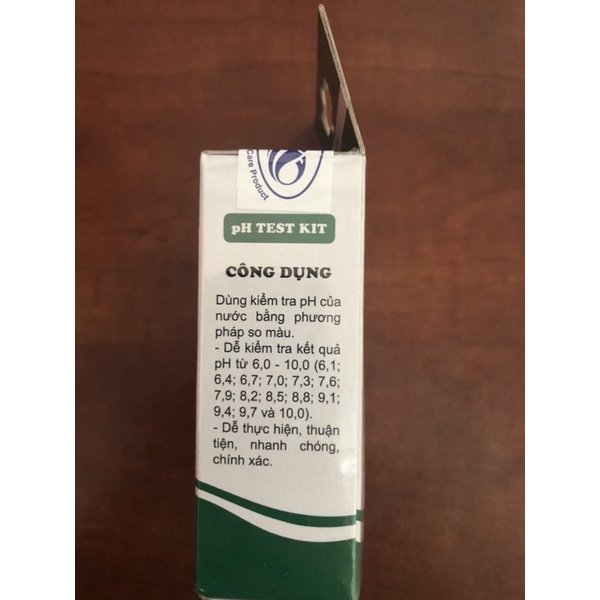 Care Product
pH TEST KIT
CÔNG DỤNG
Dùng kiểm tra pH của
nước bằng phương
pháp so màu.
- Dễ kiểm tra kết quả
pH từ 6,0 - 10,0 (6,1;
6,4; 6,7; 7,0; 7,3; 7,6;
7,9; 8,2; 8,5; 8,8; 9,1;
9,4; 9,7 và 10,0).
- Dễ thực hiện, thuận
tiện, nhanh chóng,
chính xác.